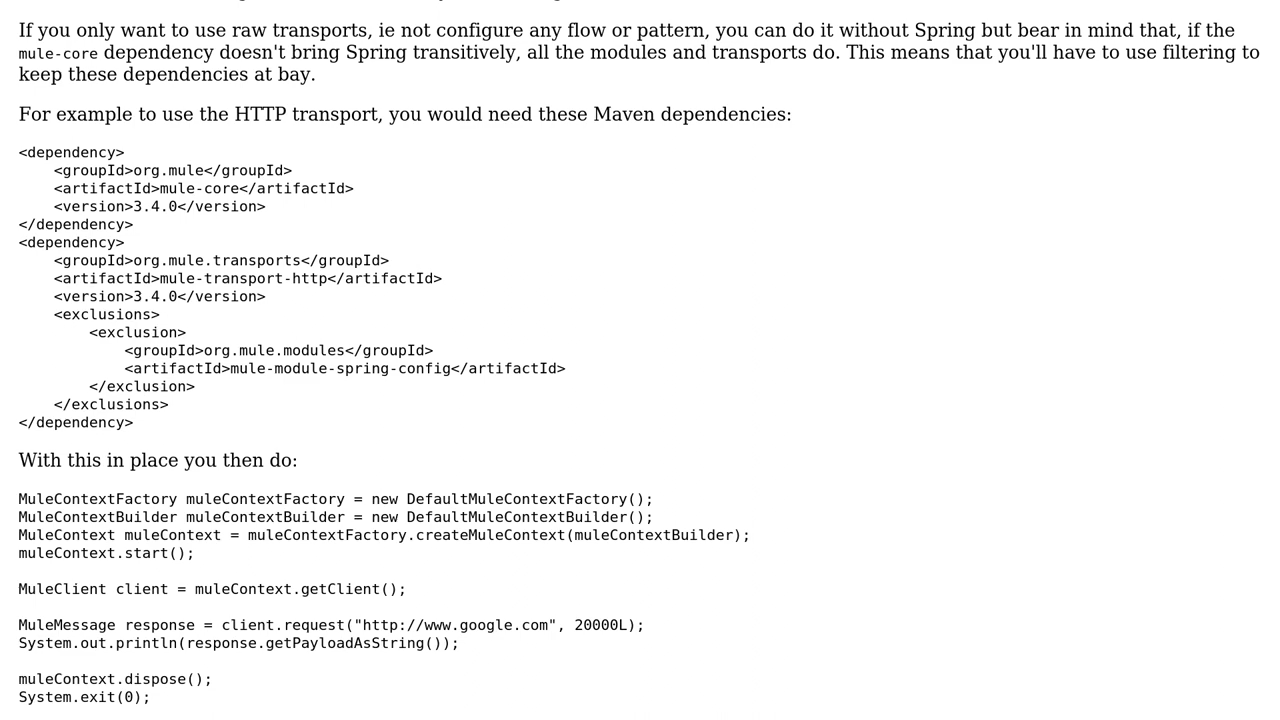 If you only want to use raw transports, ie not configure any flow or pattern, you can do it without Spring but bear in mind that, if the
mule-core dependency doesn't bring Spring transitively, all the modules and transports do. This means that you'll have to use filtering to
keep these dependencies at bay.
For example to use the HTTP transport, you would need these Maven dependencies:
<dependency>
    <groupId>org.mule</groupId>
    <artifactId>mule-core</artifactId>
    <version>3.4.0</version>
</dependency>
<dependency>
    <groupId>org.mule.transports</groupId>
    <artifactId>mule-transport-http</artifactId>
    <version>3.4.0</version>
    <exclusions>
        <exclusion>
            <groupId>org.mule.modules</groupId>
            <artifactId>mule-module-spring-config</artifactId>
        </exclusion>
    </exclusions>
</dependency>
With this in place you then do:
MuleContextFactory muleContextFactory = new DefaultMuleContextFactory();
MuleContextBuilder muleContextBuilder = new DefaultMuleContextBuilder();
MuleContext muleContext = muleContextFactory.createMuleContext(muleContextBuilder);
muleContext.start();
MuleClient client = muleContext.getClient();
MuleMessage response = client.request("http://www.google.com", 20000L);
System.out.println(response.getPayloadAsString());
muleContext.dispose();
System.exit(0);